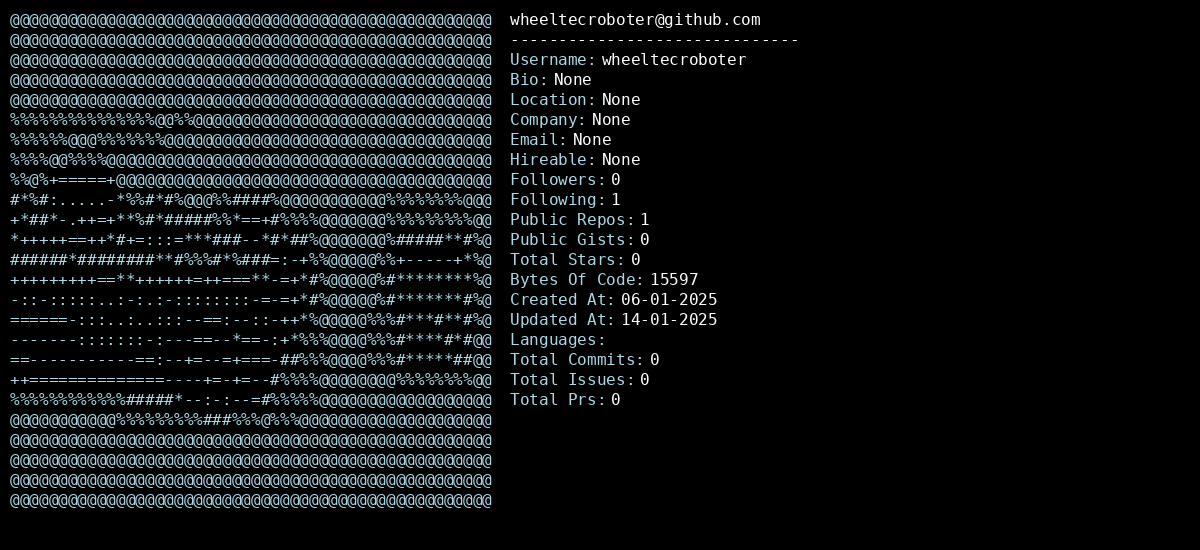 wheeltecroboter@github.com
------------------------------
Username: wheeltecroboter
Bio: None
Location: None
Company: None
Email: None
Hireable: None
Followers: 0
Following: 1
Public Repos: 1
Public Gists: 0
Total Stars: 0
Bytes Of Code: 15597
Created At: 06-01-2025
Updated At: 14-01-2025
Languages:
Total Commits: 0
Total Issues: 0
Total Prs: 0